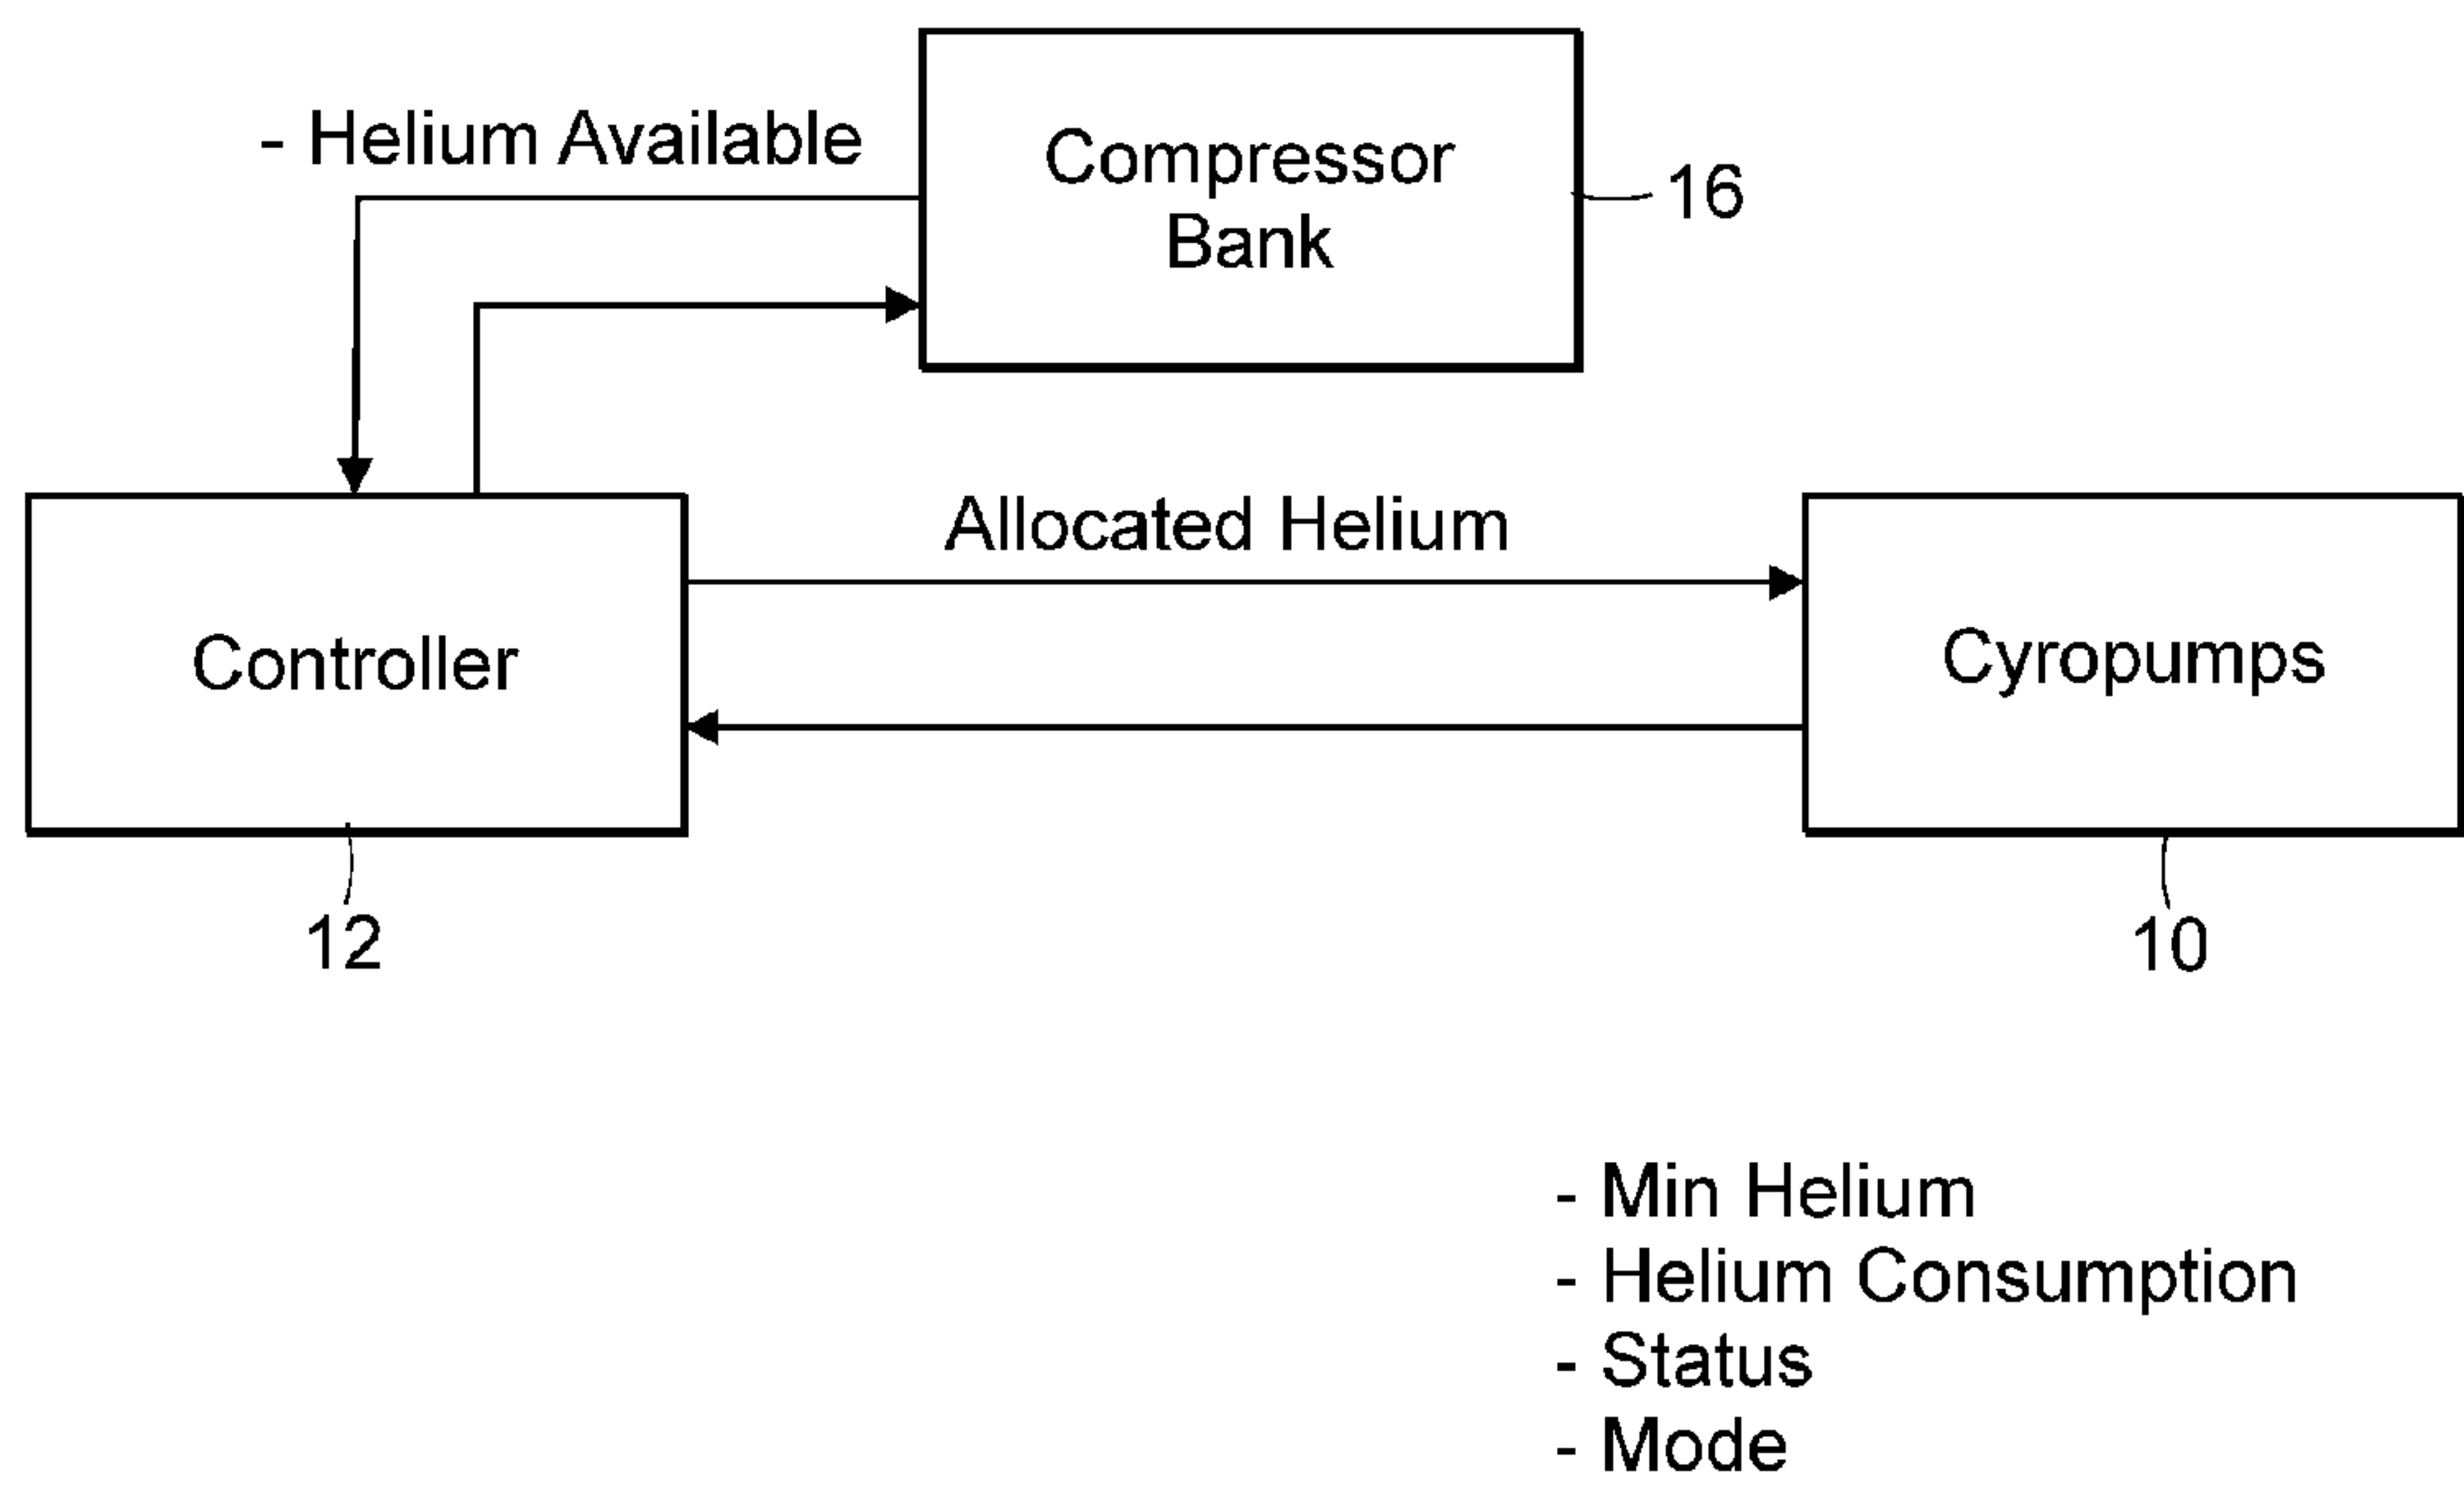 - Helium Available
Compressor
Bank
16
Allocated Helium
Controller
Cyropumps
12
10
- Min Helium
- Helium Consumption
- Status
- Mode